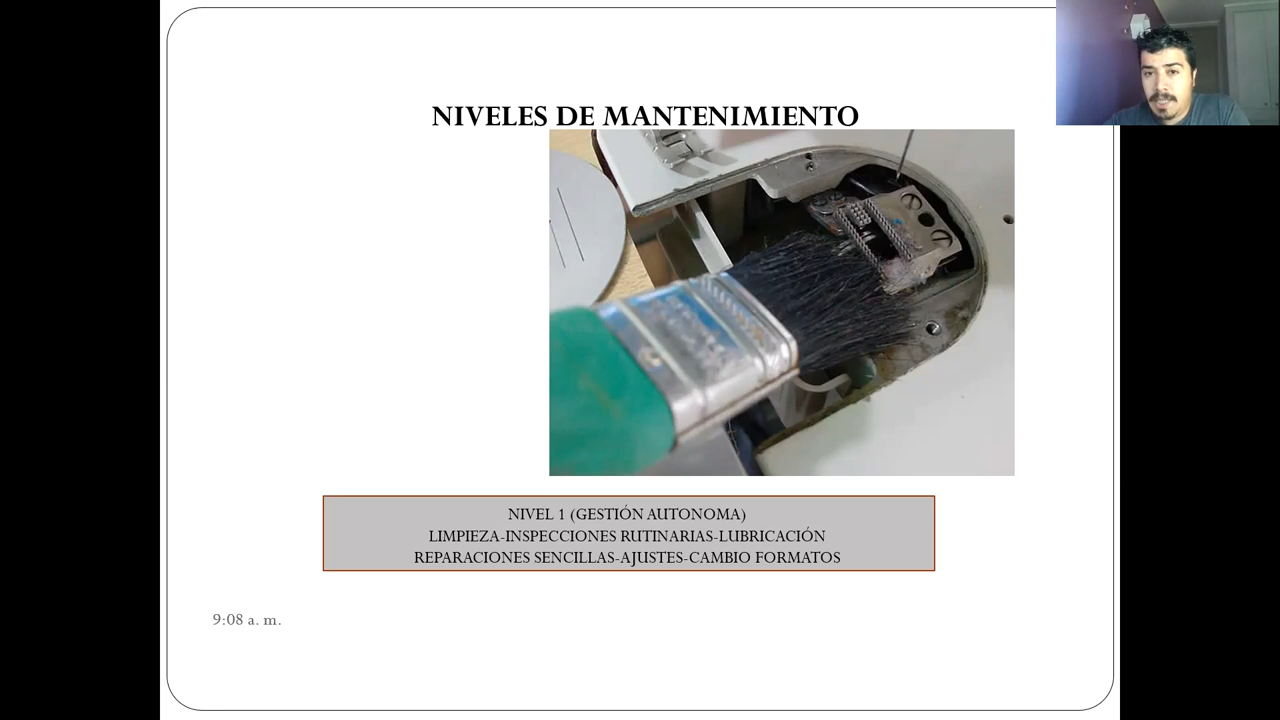 NIVELES DE MANTENIMIENTO
NIVEL 1 (GESTIÓN AUTONOMA)
LIMPIEZA-INSPECCIONES RUTINARIAS-LUBRICACIÓN
REPARACIONES SENCILLAS-AJUSTES-CAMBIO FORMATOS
9:08 a. m.